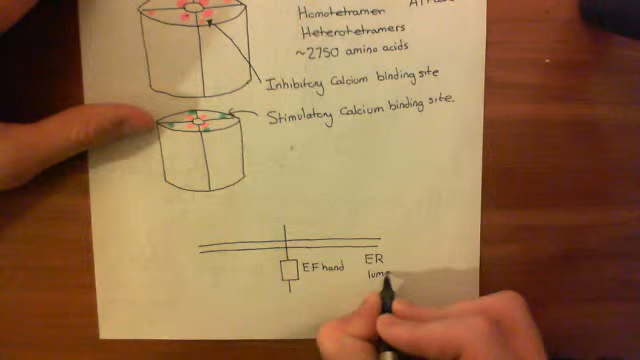 Homotetramer
Heterotetramers
~2750 amino acids
Inhibitory Calcium binding site
Stimulatory Calcium binding site.
EF hand
ER
lum